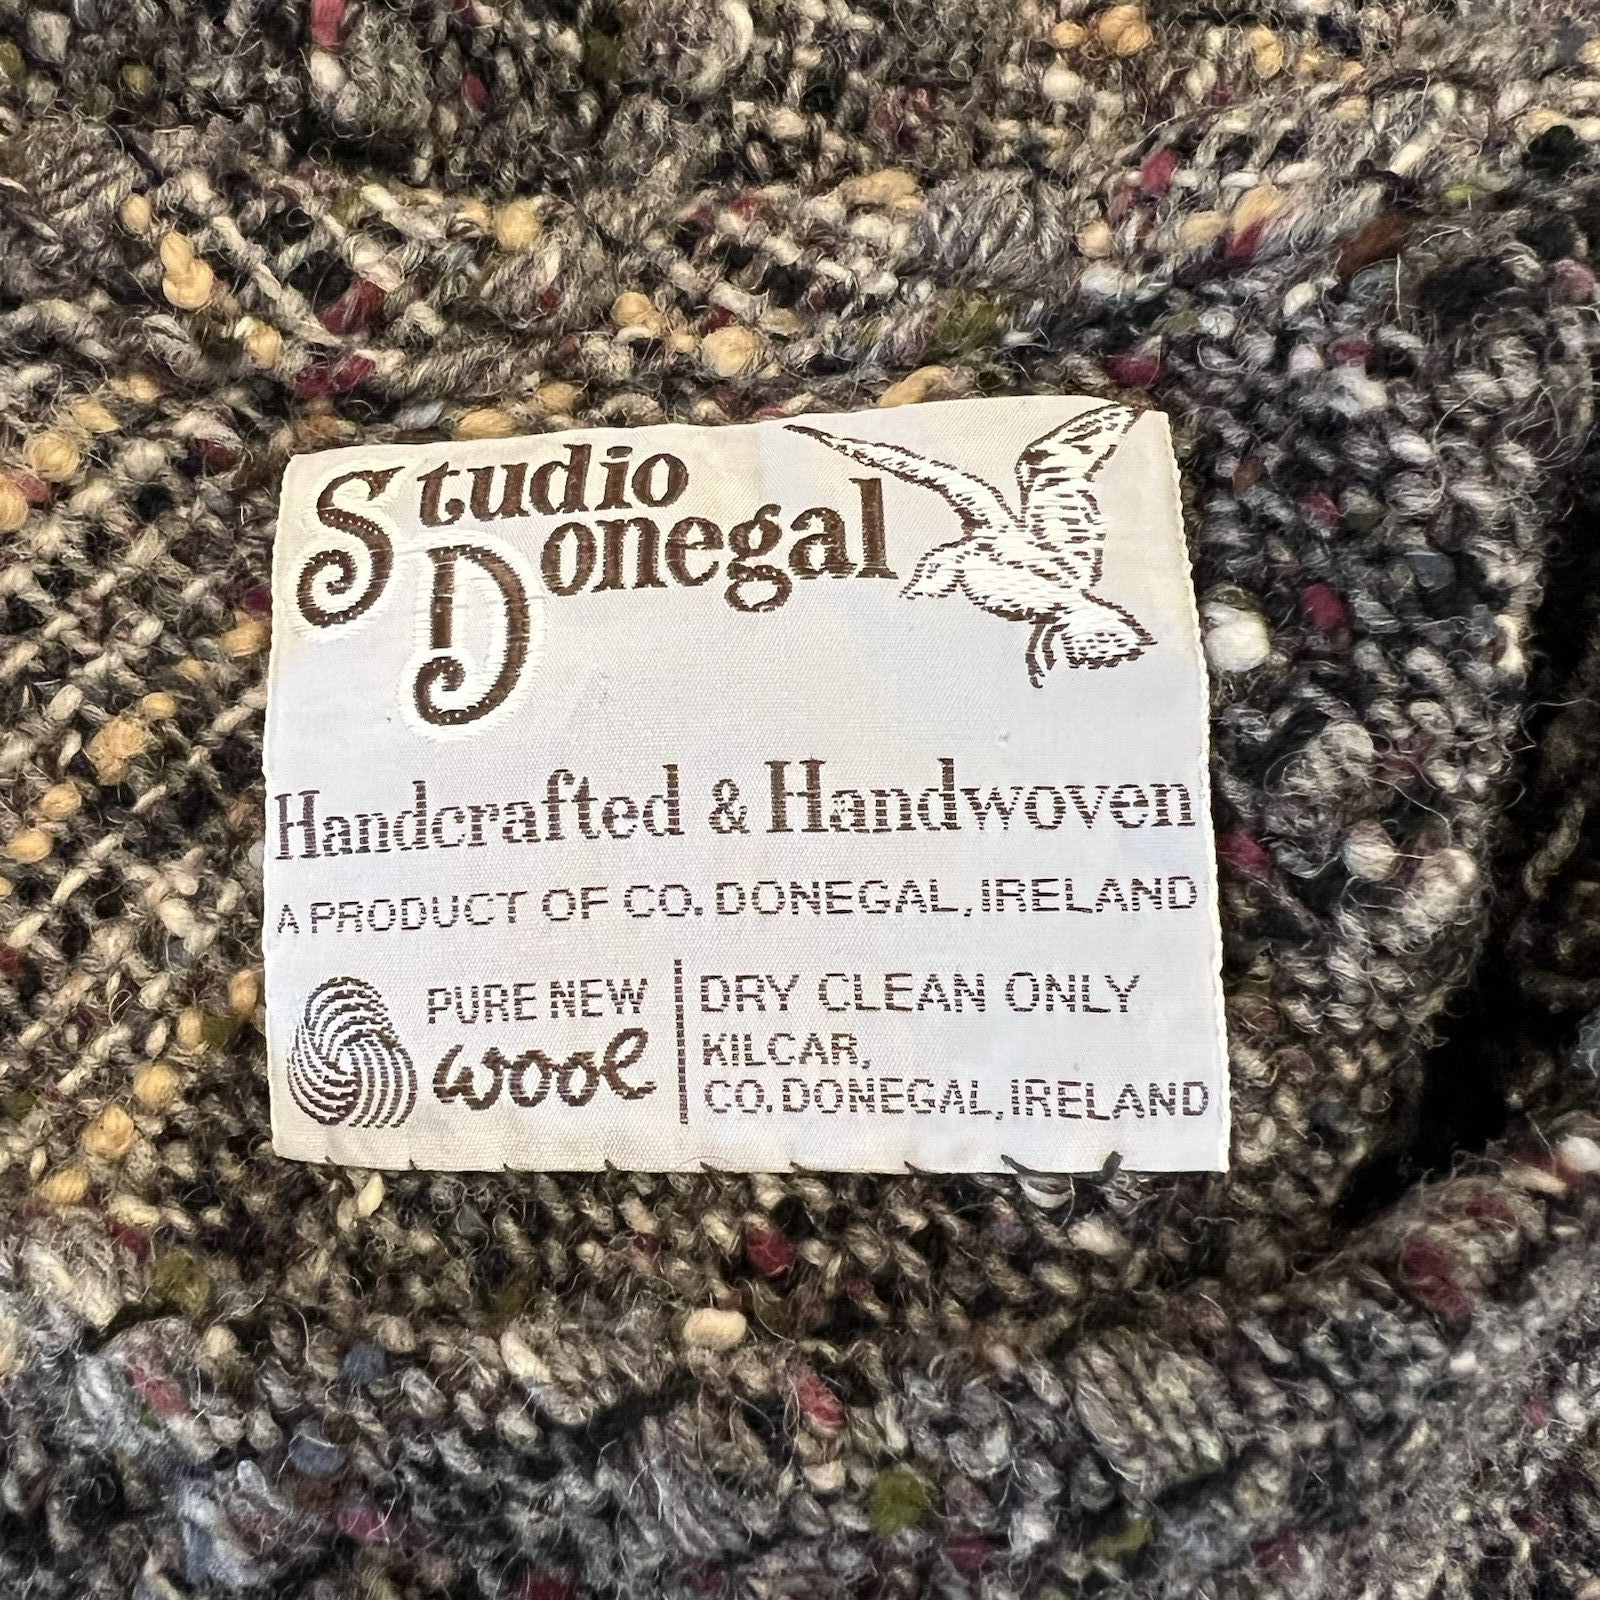 Studio
Donegal
Handcrafted & Handwoven
A PRODUCT OF CO. DONEGAL, IRELAND
PURE NEW
wool
DRY CLEAN ONLY
KILCAR,
CO. DONEGAL, IRELAND